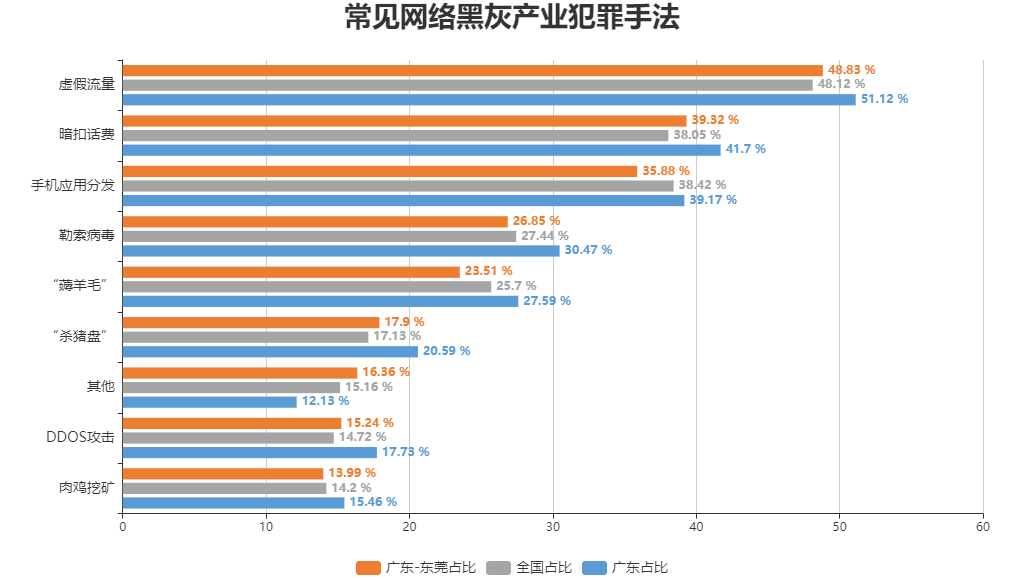 常见网络黑灰产业犯罪手法
虚假流量
48.83 %
48.12 %
51.12 %
暗扣话费
39.32 %
38.05 %
41.7 %
手机应用分发
35.88 %
38.42 %
39.17 %
勒索病毒
26.85 %
27.44 %
30.47 %
“薅羊毛”
23.51 %
25.7 %
27.59 %
“杀猪盘”
17.9 %
17.13 %
20.59 %
其他
16.36 %
15.16 %
12.13 %
DDOS攻击
15.24 %
14.72 %
17.73 %
肉鸡挖矿
13.99 %
14.2 %
15.46 %
0 10 20 30 40 50 60
广东-东莞占比 全国占比 广东占比